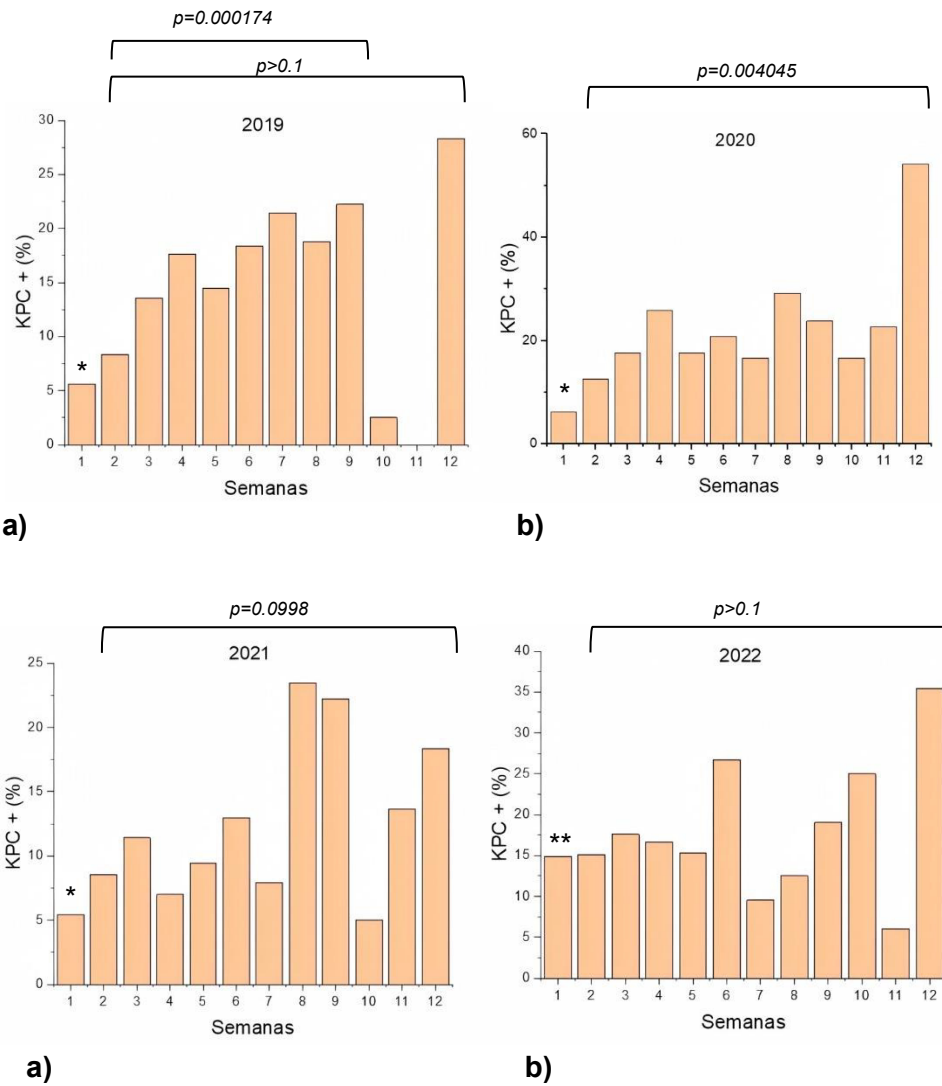 p=0.000174
p>0.1
2019
KPC + (%)
30
25
20
15
10
5
0
*
1 2 3 4 5 6 7 8 9 10 11 12
Semanas
a)
p=0.004045
2020
KPC + (%)
60
40
20
0
*
1 2 3 4 5 6 7 8 9 10 11 12
Semanas
b)
p=0.0998
2021
KPC + (%)
25
20
15
10
5
0
*
1 2 3 4 5 6 7 8 9 10 11 12
Semanas
a)
p>0.1
2022
KPC + (%)
40
35
30
25
20
15
10
5
0
**
1 2 3 4 5 6 7 8 9 10 11 12
Semanas
b)